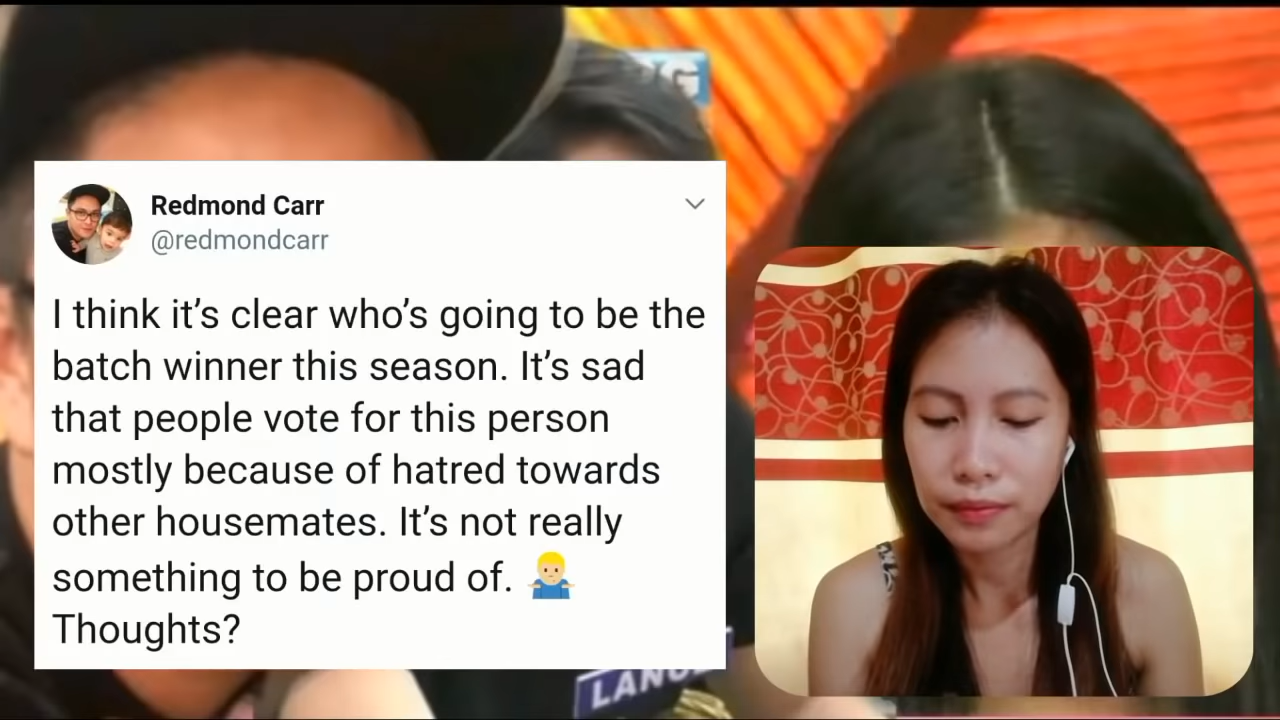 Redmond Carr
@redmondcarr
I think it’s clear who’s going to be the
batch winner this season. It’s sad
that people vote for this person
mostly because of hatred towards
other housemates. It’s not really
something to be proud of. 🤷🏼‍♂️
Thoughts?